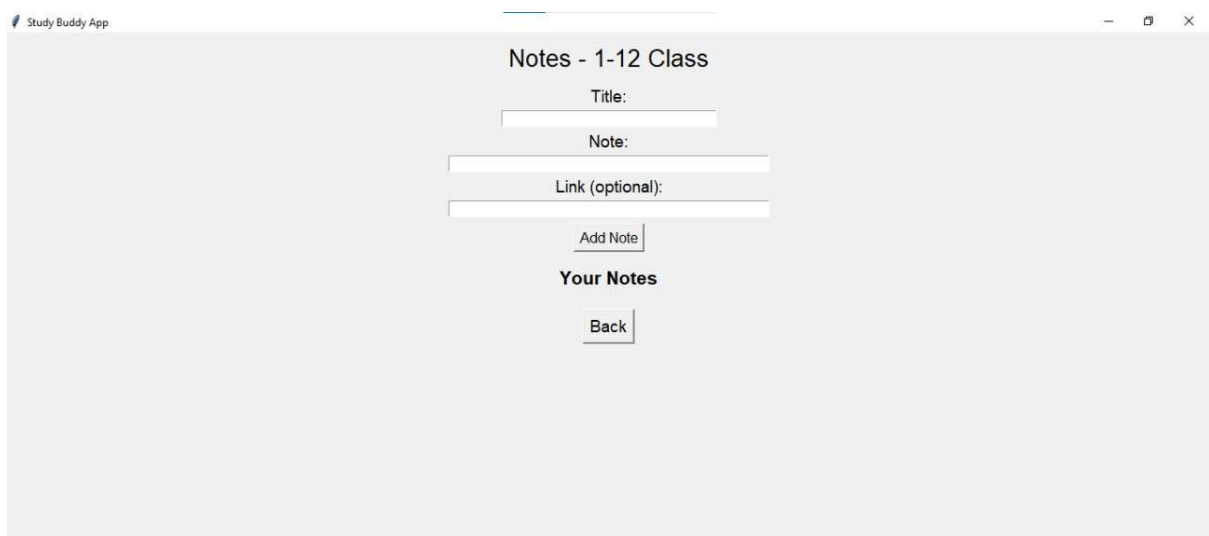 Study Buddy App
Notes - 1-12 Class
Title:
Note:
Link (optional):
Add Note
Your Notes
Back